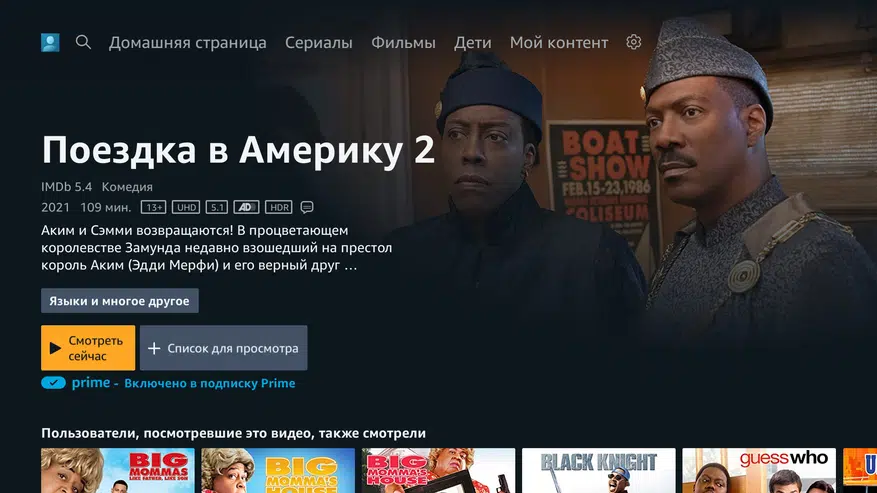 Домашняя страница Сериалы Фильмы Дети Мой контент
Поездка в Америку 2
IMDb 5.4 Комедия
2021 109 мин. 13+ UHD 5.1 AD HDR
Аким и Сэмми возвращаются! В процветающем
королевстве Замунда недавно взошедший на престол
король Аким (Эдди Мерфи) и его верный друг ...
BOAT
SHOW
FEB.15-23,1986
COLISEUM
Языки и многое другое
Смотреть
сейчас
+ Список для просмотра
prime - Включено в подписку Prime
Пользователи, посмотревшие это видео, также смотрели
BIG
MOMMAS
LIKE FATHER, LIKE SON
BIG
MOMMA'S
HOUSE
BIG
MOMMA'S
HOUSE
BLACK KNIGHT
guess who